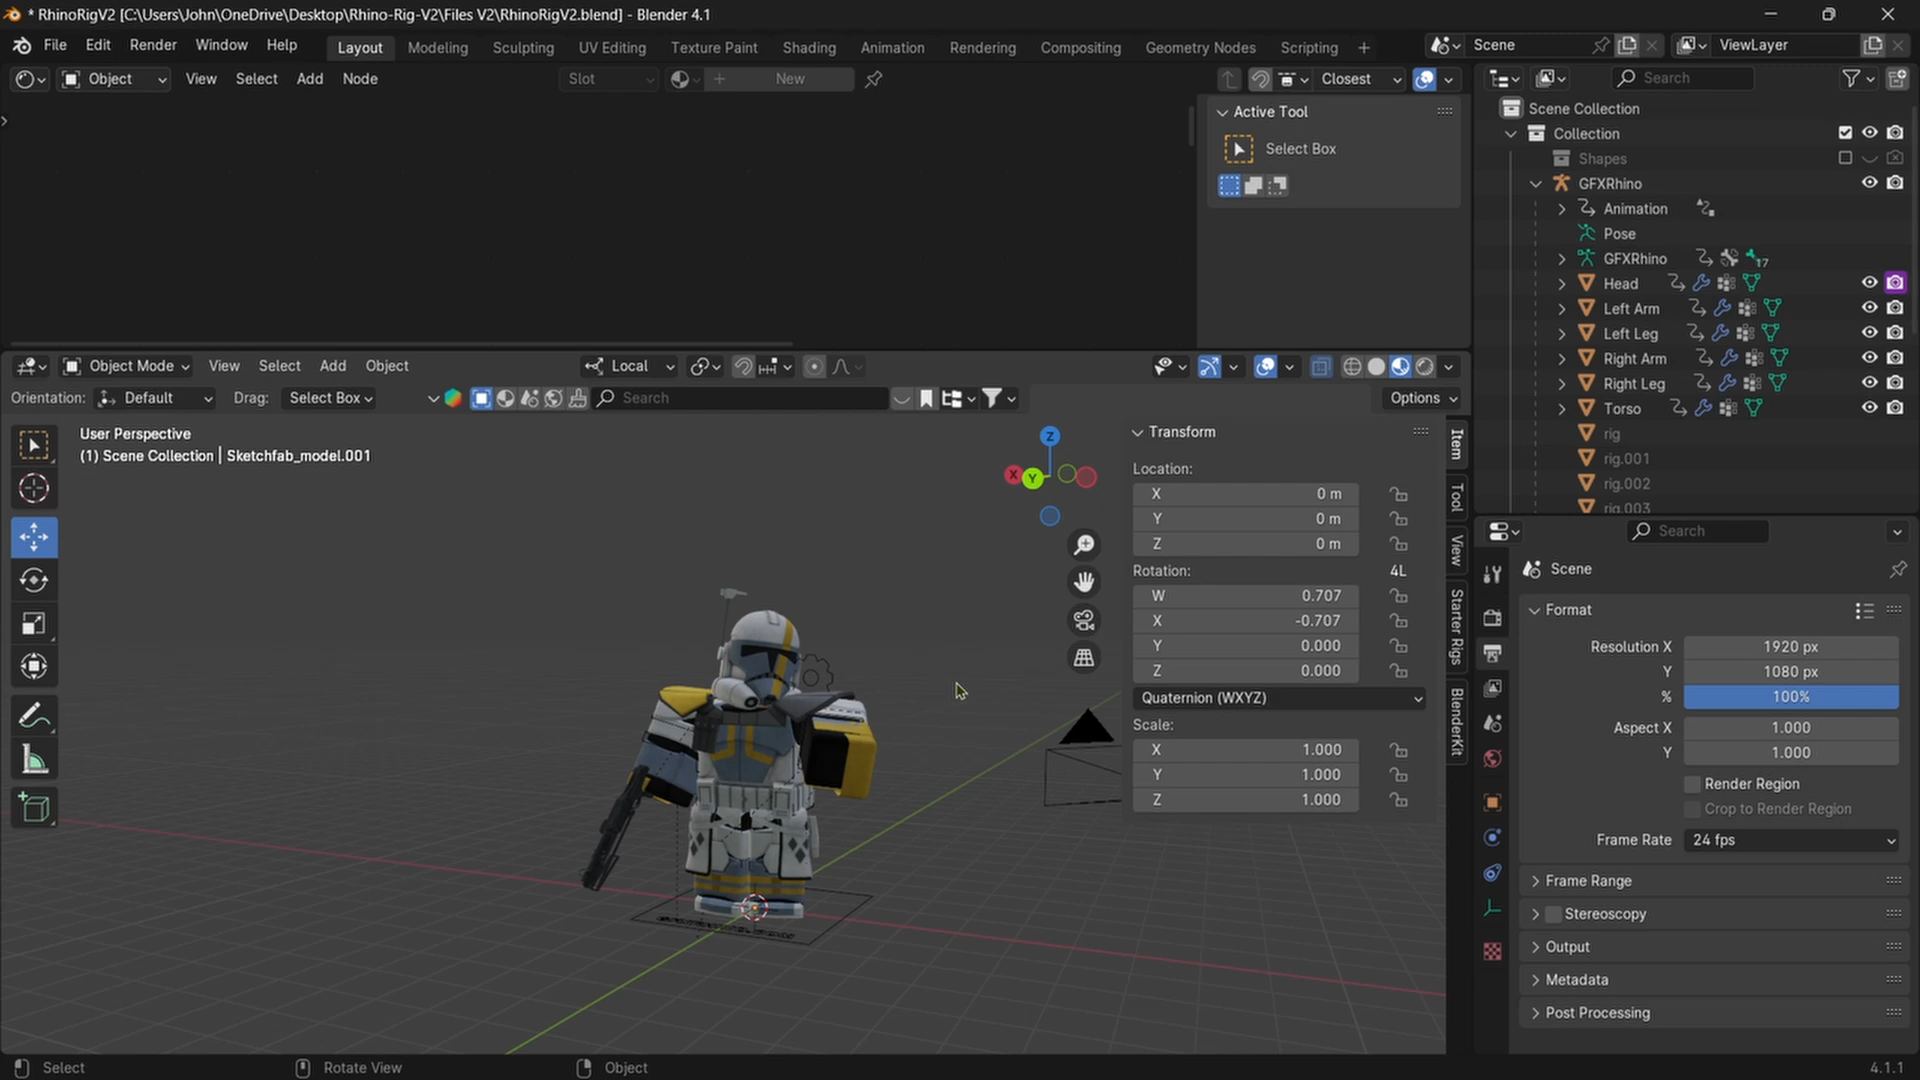 * RhinoRigV2 [C:\Users\John\OneDrive\Desktop\Rhino-Rig-V2\Files V2\RhinoRigV2.blend] - Blender 4.1
File Edit Render Window Help Layout Modeling Sculpting UV Editing Texture Paint Shading Animation Rendering Compositing Geometry Nodes Scripting + Scene ViewLayer
Object View Select Add Node Slot New Closest Search
Active Tool
Select Box
Scene Collection
Collection
Shapes
GFXRhino
Animation
Pose
GFXRhino 17
Head
Left Arm
Left Leg
Right Arm
Right Leg
Torso
rig
rig.001
rig.002
rig.003
Object Mode View Select Add Object Local
Orientation: Default Drag: Select Box Search Options
User Perspective
(1) Scene Collection | Sketchfab_model.001
Z
X
Y
Transform
Location:
X 0 m
Y 0 m
Z 0 m
Rotation: 4L
W 0.707
X -0.707
Y 0.000
Z 0.000
Quaternion (WXYZ)
Scale:
X 1.000
Y 1.000
Z 1.000
Item
Tool
View
Starter Rigs
BlenderKit
Search
Scene
Format
Resolution X 1920 px
Y 1080 px
% 100%
Aspect X 1.000
Y 1.000
Render Region
Crop to Render Region
Frame Rate 24 fps
Frame Range
Stereoscopy
Output
Metadata
Post Processing
Select Rotate View Object 4.1.1